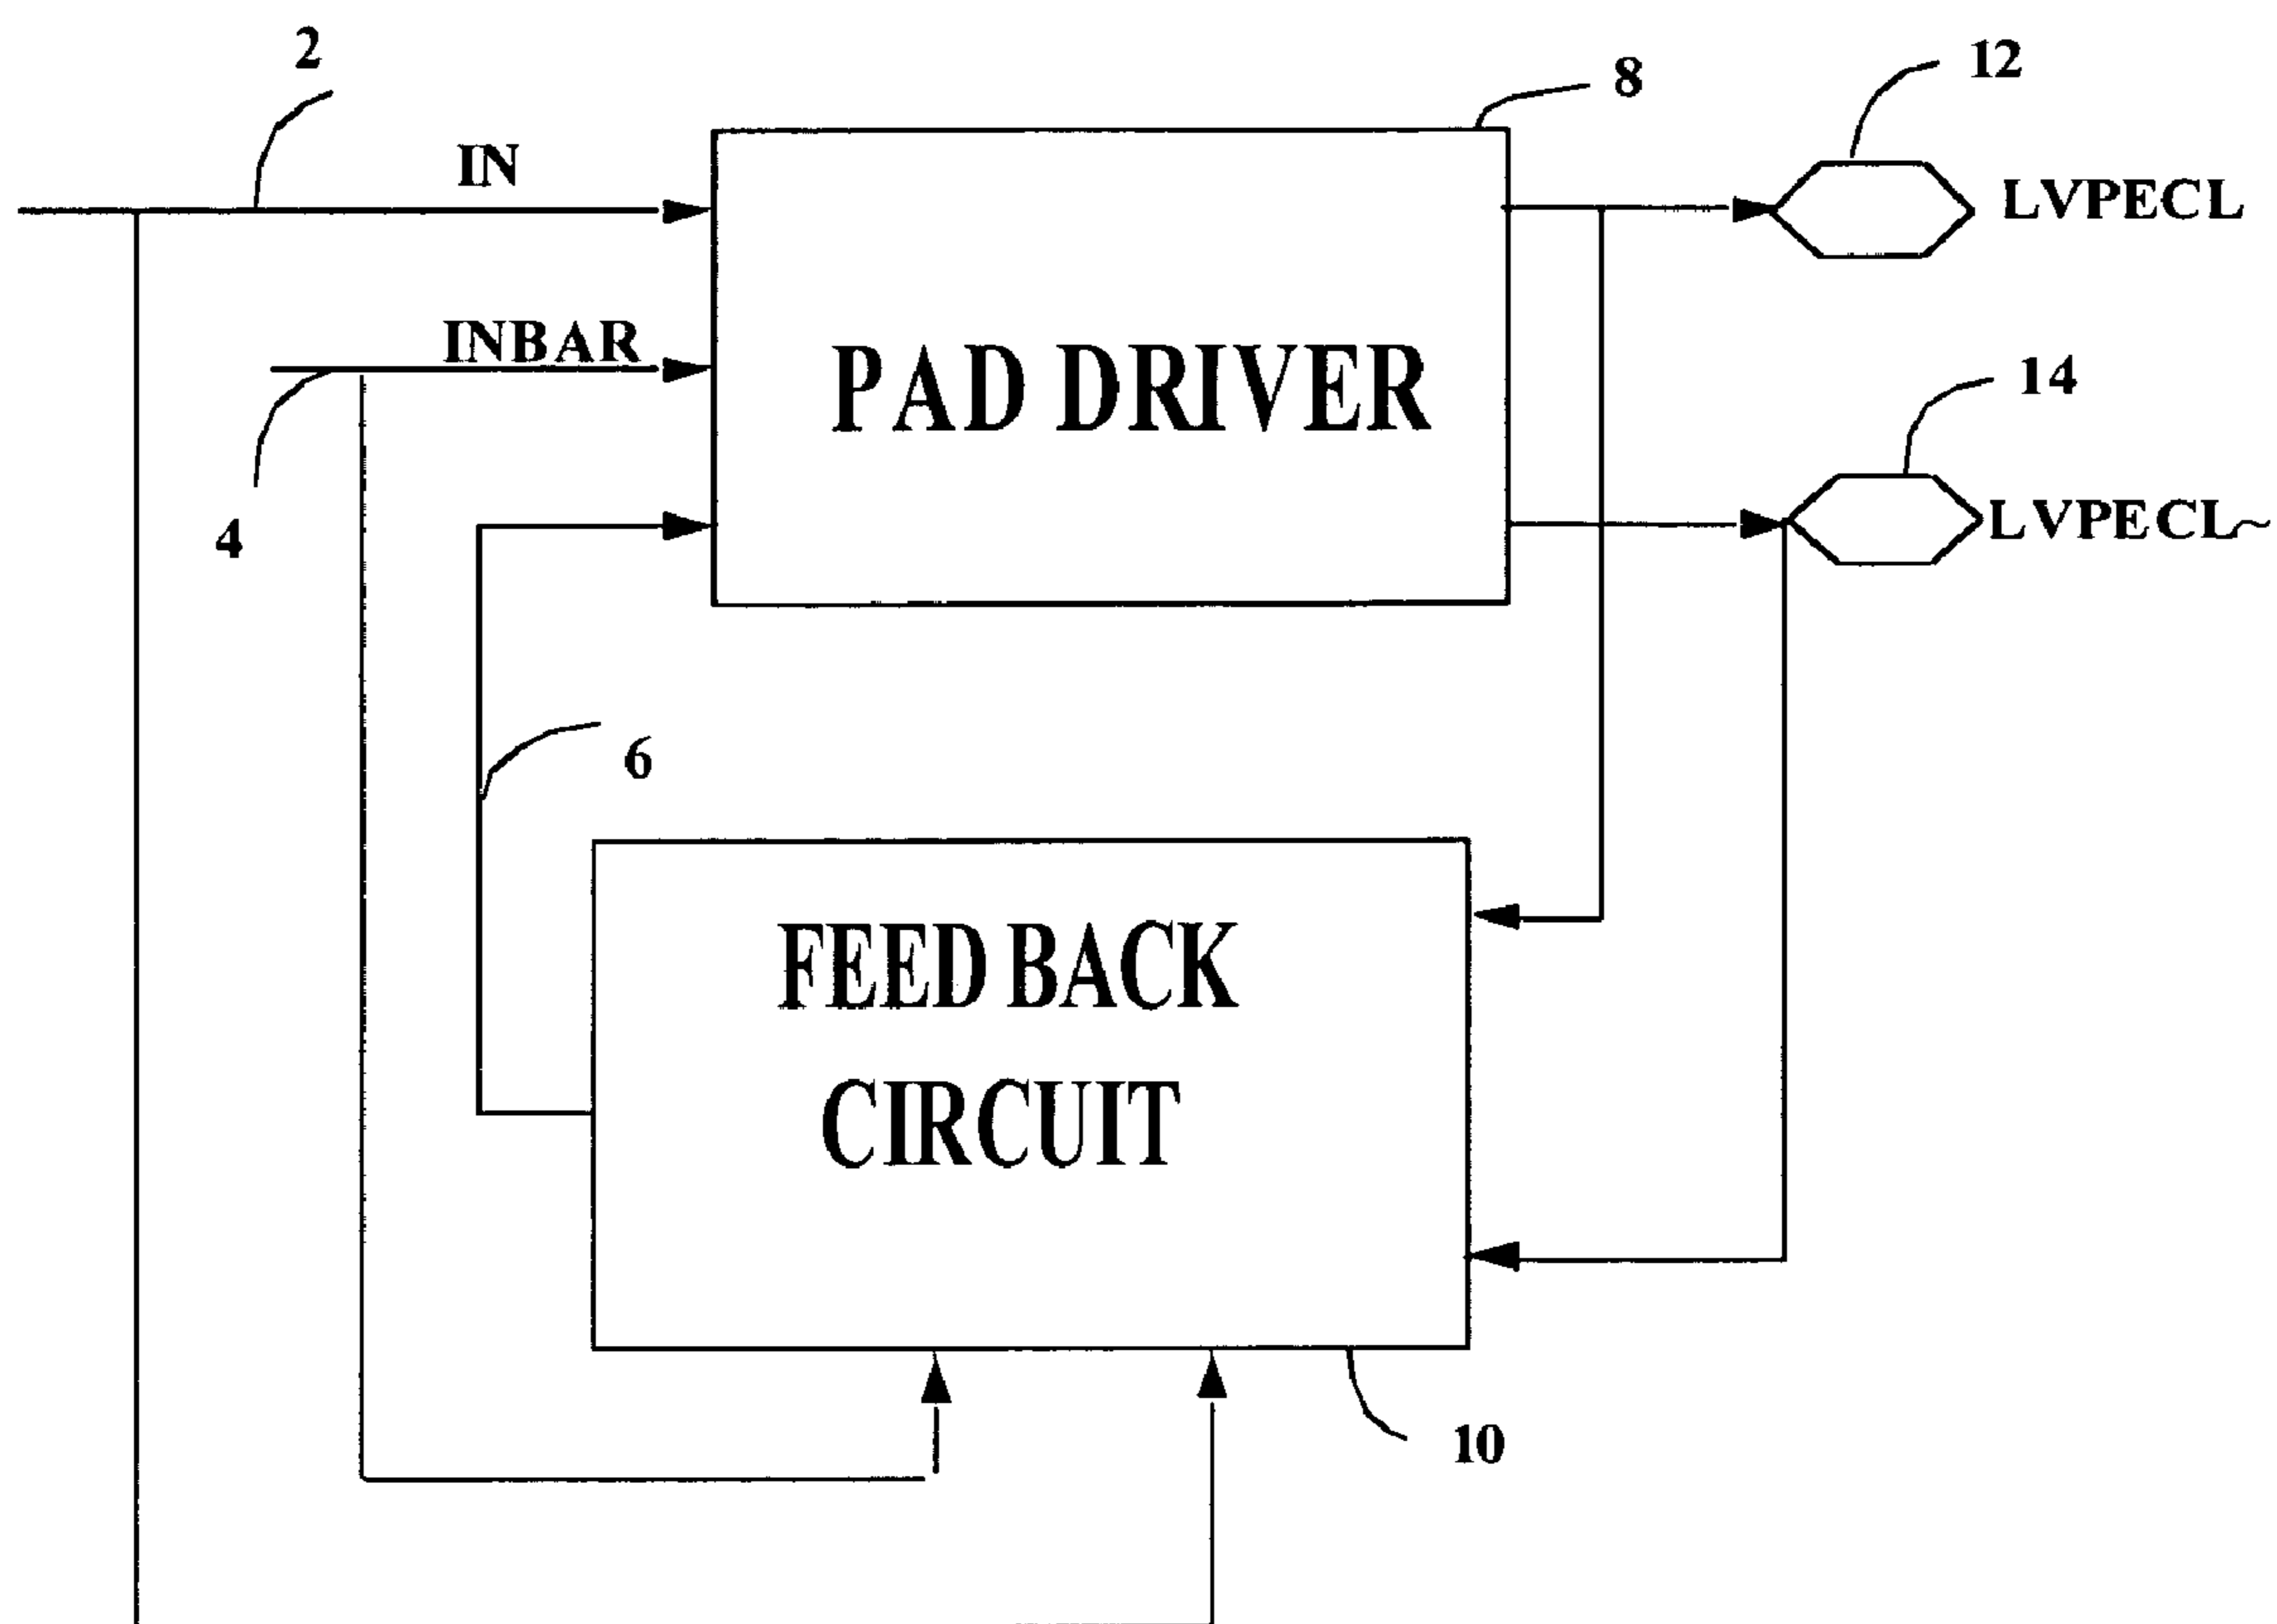 2
12
8
IN
LVPECL
INBAR
PAD DRIVER
14
4
LVPECL~
6
FEED BACK
CIRCUIT
10